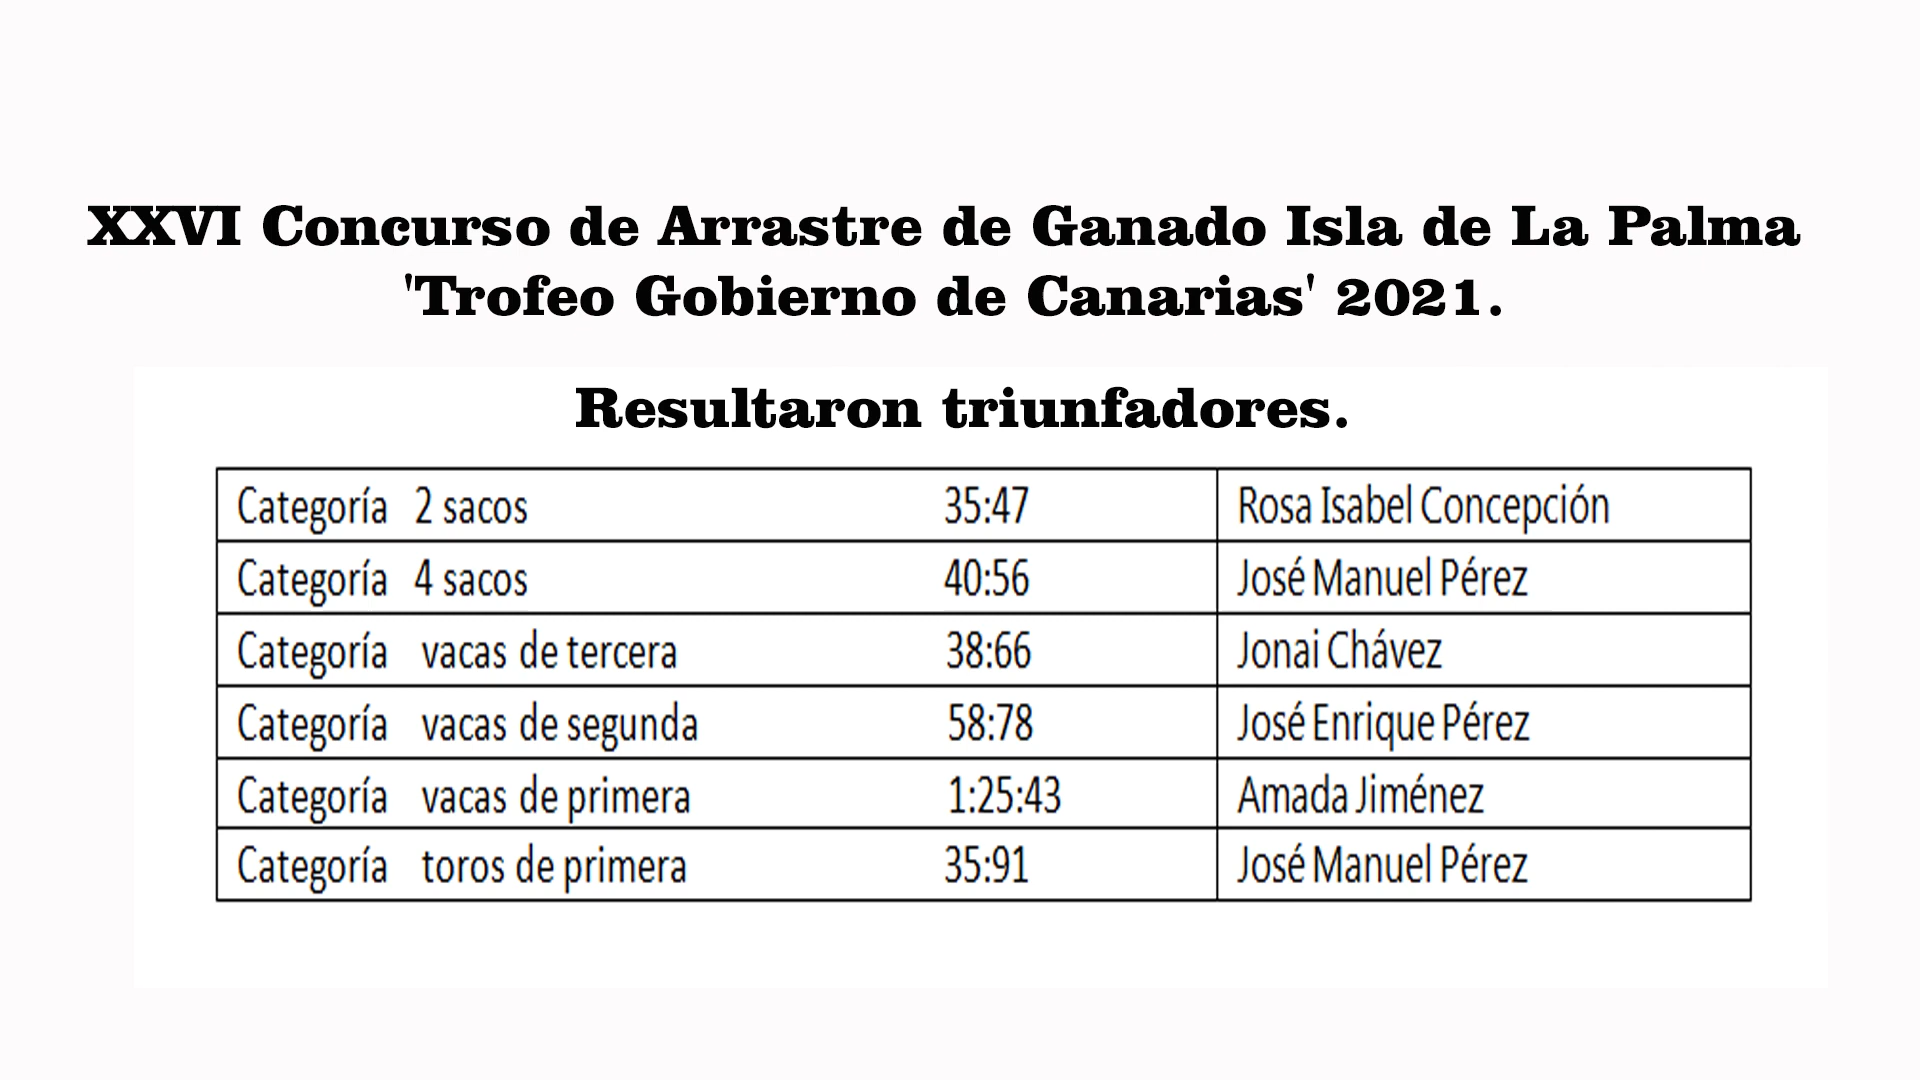 XXVI Concurso de Arrastre de Ganado Isla de La Palma
'Trofeo Gobierno de Canarias' 2021.
Resultaron triunfadores.
Categoría 2 sacos 35:47 Rosa Isabel Concepción
Categoría 4 sacos 40:56 José Manuel Pérez
Categoría vacas de tercera 38:66 Jonai Chávez
Categoría vacas de segunda 58:78 José Enrique Pérez
Categoría vacas de primera 1:25:43 Amada Jiménez
Categoría toros de primera 35:91 José Manuel Pérez